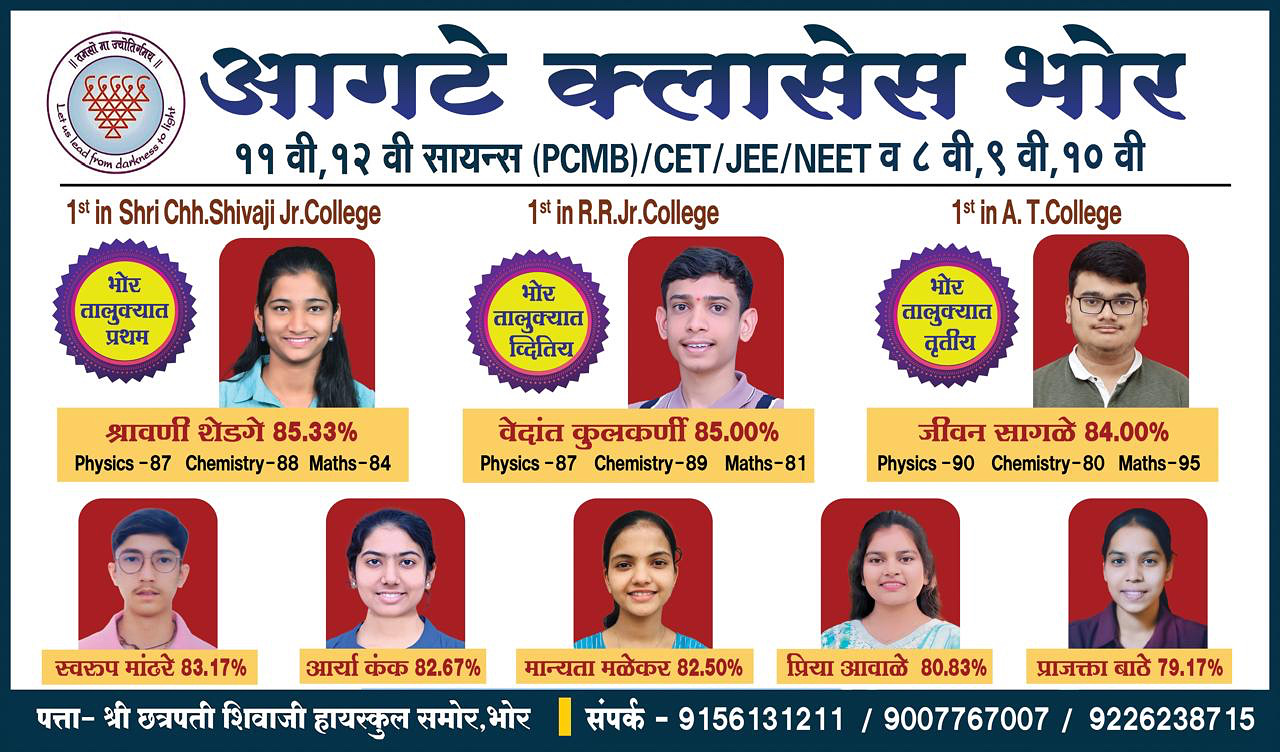 || तमसो मा ज्योतिर्गमय ||
Let us lead from darkness to light
आगटे क्लासेस भोर
११ वी,१२ वी सायन्स (PCMB)/CET/JEE/NEET व ८ वी,९ वी,१० वी
1st in Shri Chh.Shivaji Jr.College
भोर
तालुक्यात
प्रथम
श्रावणी शेडगे 85.33%
Physics -87 Chemistry-88 Maths-84
1st in R.R.Jr.College
भोर
तालुक्यात
व्दितिय
वेदांत कुलकर्णी 85.00%
Physics -87 Chemistry-89 Maths-81
1st in A. T.College
भोर
तालुक्यात
तृतीय
जीवन सागळे 84.00%
Physics -90 Chemistry-80 Maths-95
स्वरुप मांढरे 83.17%
आर्या कंक 82.67%
मान्यता मळेकर 82.50%
प्रिया आवाळे 80.83%
प्राजक्ता बाठे 79.17%
पत्ता- श्री छत्रपती शिवाजी हायस्कुल समोर,भोर
संपर्क - 9156131211 / 9007767007 / 9226238715